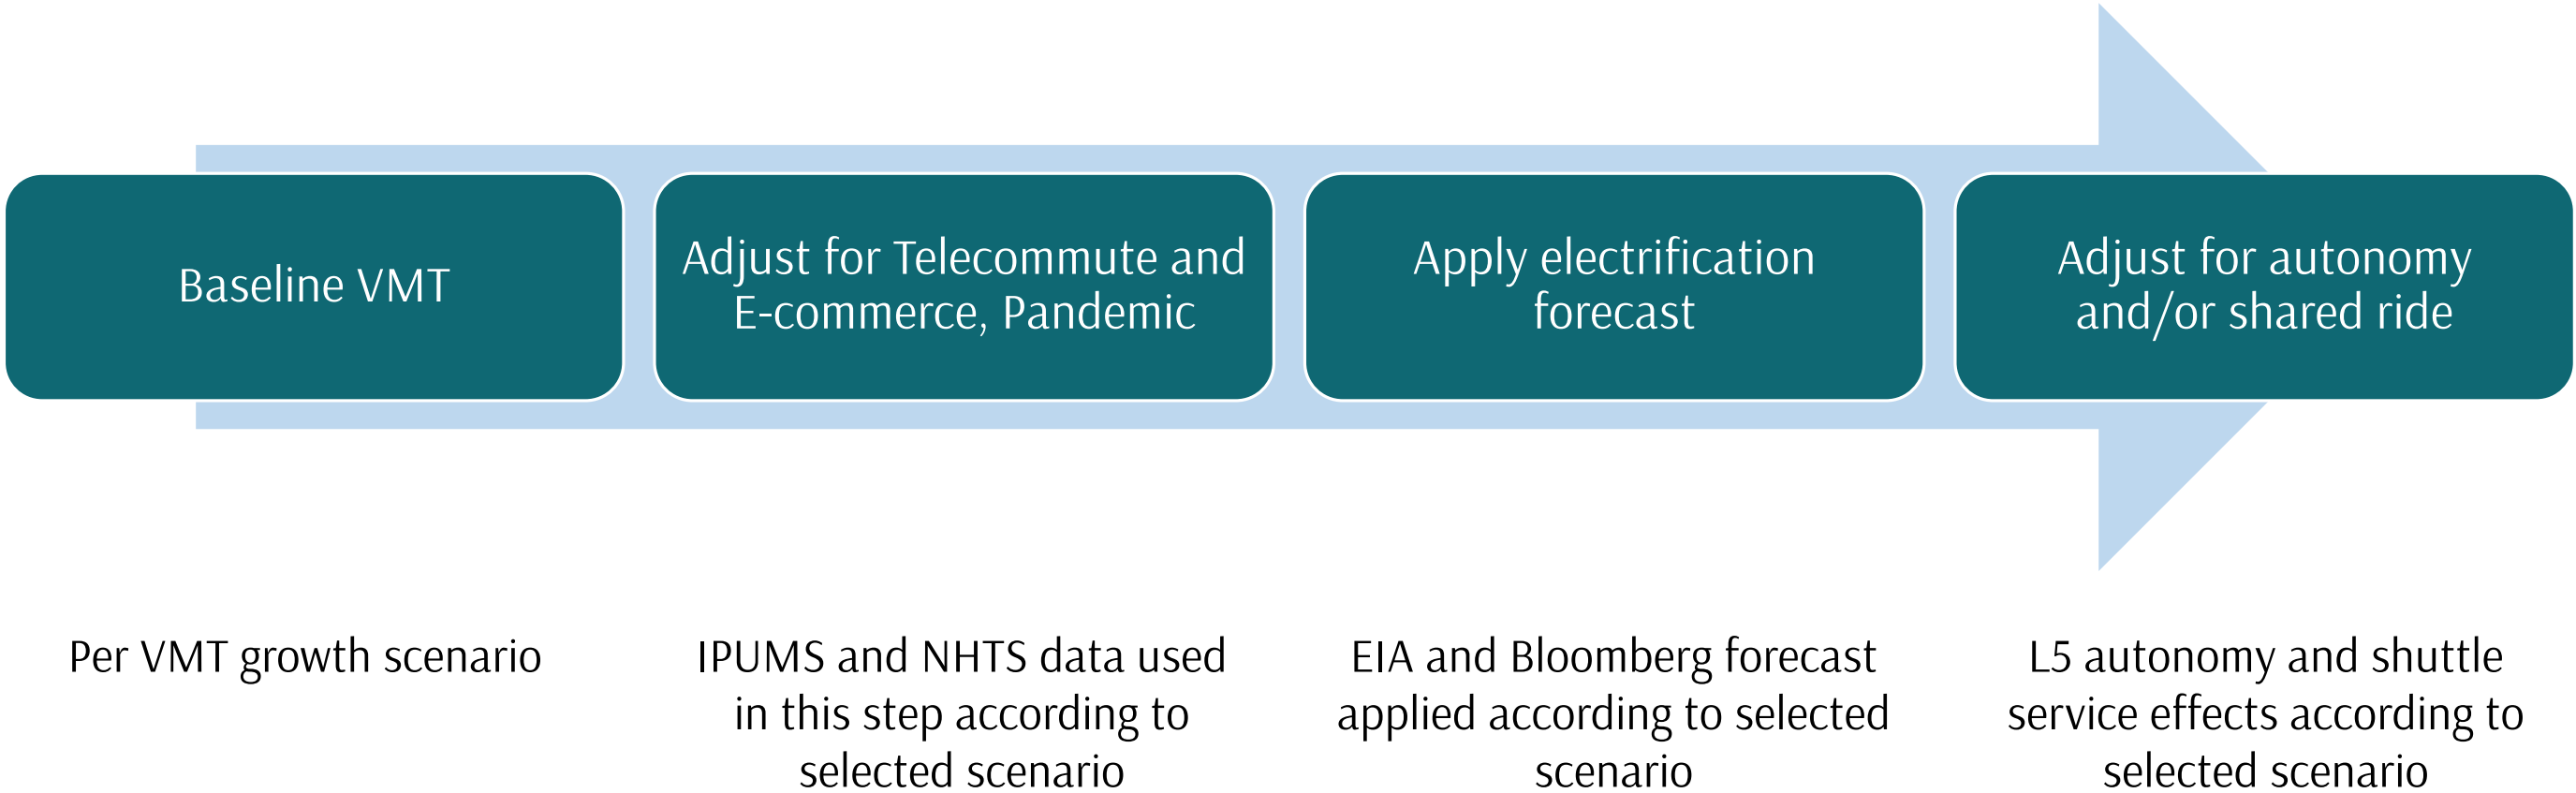 Baseline VMT
Adjust for Telecommute and
E-commerce, Pandemic
Apply electrification
forecast
Adjust for autonomy
and/or shared ride
Per VMT growth scenario
IPUMS and NHTS data used
in this step according to
selected scenario
EIA and Bloomberg forecast
applied according to selected
scenario
L5 autonomy and shuttle
service effects according to
selected scenario